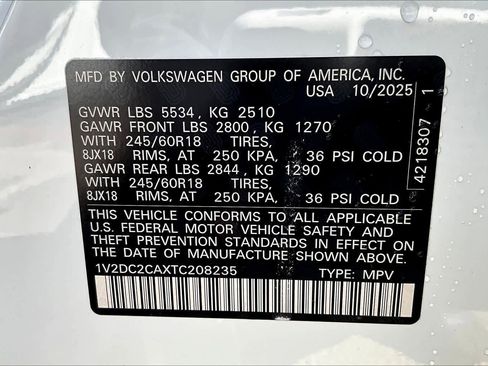 MFD BY VOLKSWAGEN GROUP OF AMERICA, INC.
USA 10/2025
GVWR LBS 5534, KG 2510
GAWR FRONT LBS 2800, KG 1270
WITH 245/60R18 TIRES,
8JX18 RIMS, AT 250 KPA, 36 PSI COLD
GAWR REAR LBS 2844, KG 1290
WITH 245/60R18 TIRES,
8JX18 RIMS, AT 250 KPA, 36 PSI COLD
THIS VEHICLE CONFORMS TO ALL APPLICABLE
U.S. FEDERAL MOTOR VEHICLE SAFETY AND
THEFT PREVENTION STANDARDS IN EFFECT ON
THE DATE OF MANUFACTURE SHOWN ABOVE.
1V2DC2CAXTC208235 TYPE: MPV
4218307 1